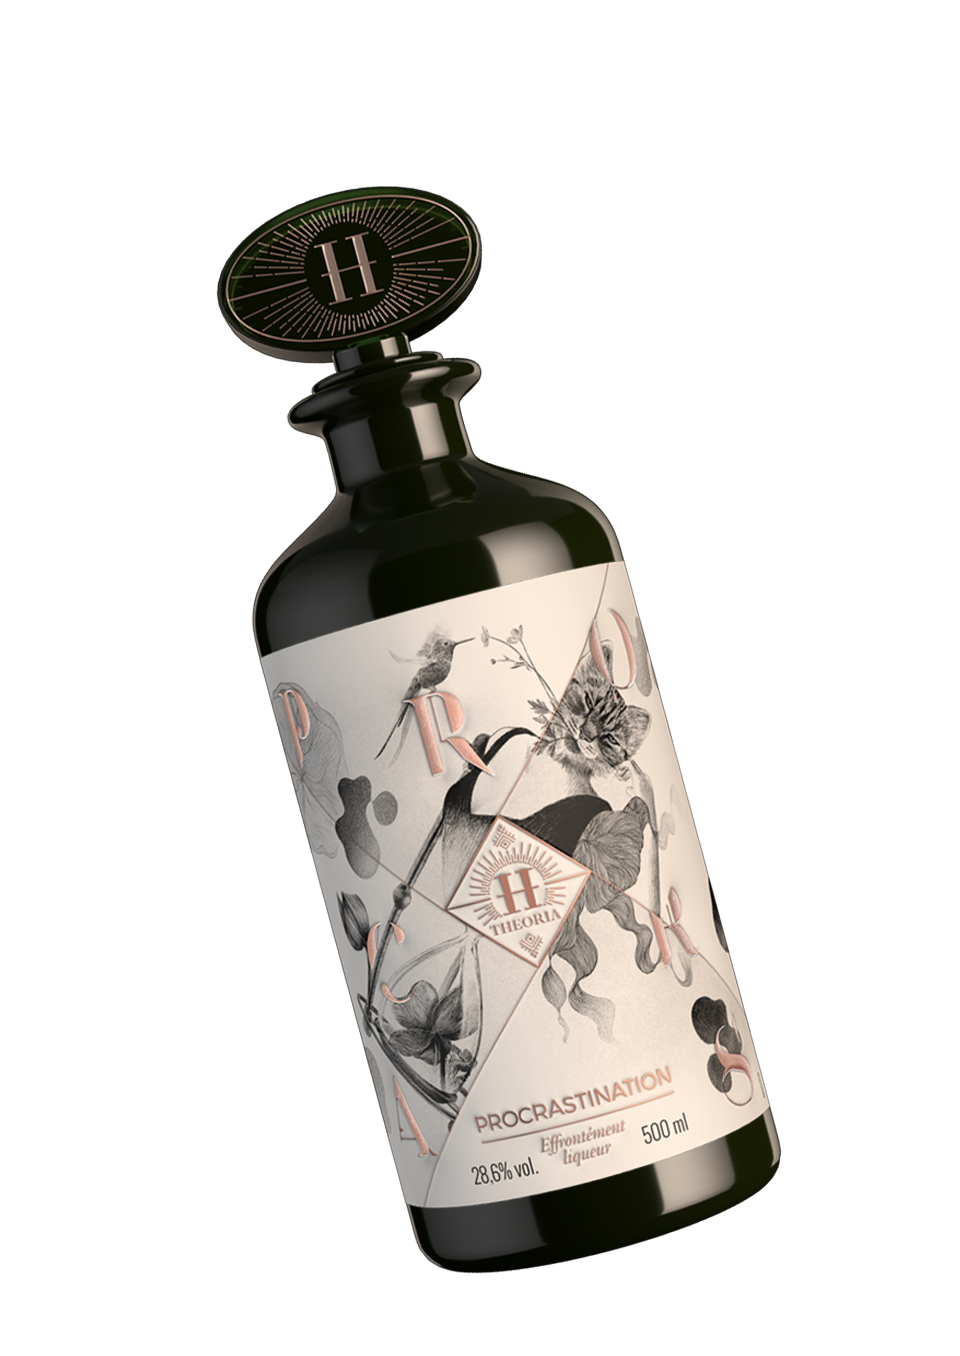 H
P R O
C R
A S
H
THEORIA
PROCRASTINATION
Effrontément
liqueur
28,6% vol.
500 ml